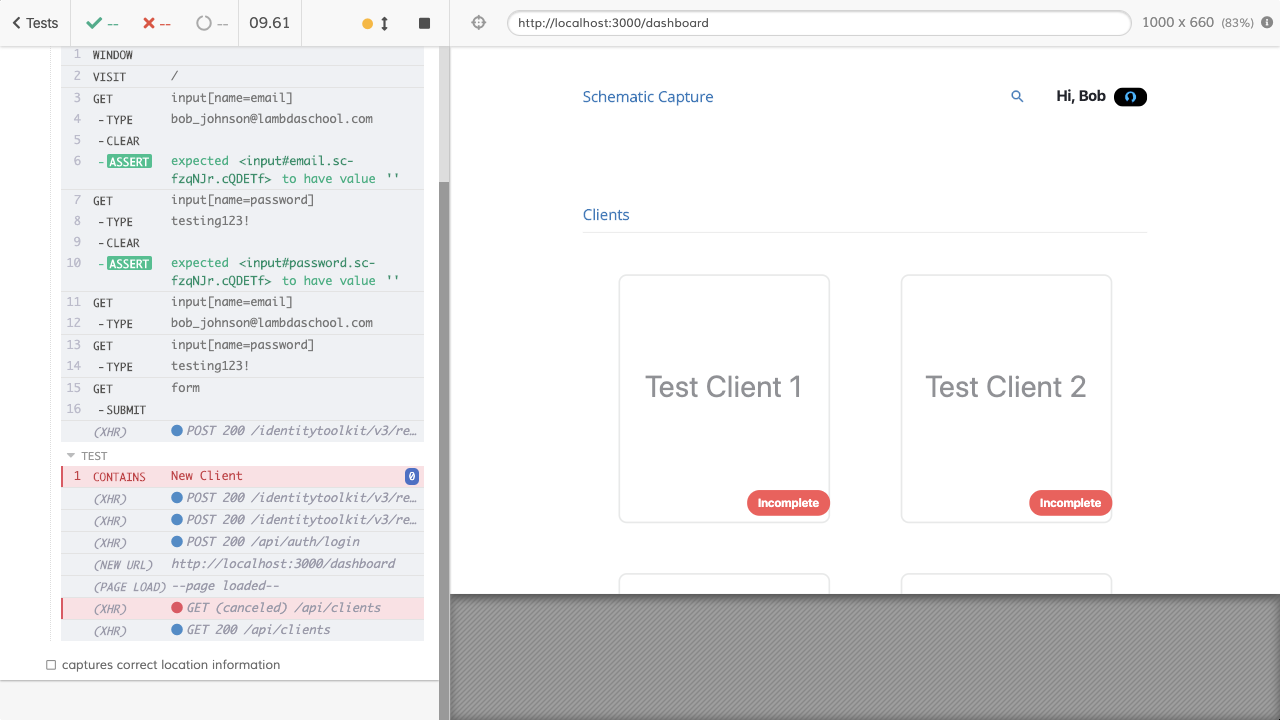 Tests -- -- -- 09.61
http://localhost:3000/dashboard 1000 x 660 (83%)
1 WINDOW
2 VISIT /
3 GET input[name=email]
4 -TYPE bob_johnson@lambdaschool.com
5 -CLEAR
6 -ASSERT expected <input#email.sc-
fzqNJr.cQDETf> to have value ''
7 GET input[name=password]
8 -TYPE testing123!
9 -CLEAR
10 -ASSERT expected <input#password.sc-
fzqNJr.cQDETf> to have value ''
11 GET input[name=email]
12 -TYPE bob_johnson@lambdaschool.com
13 GET input[name=password]
14 -TYPE testing123!
15 GET form
16 -SUBMIT
(XHR) POST 200 /identitytoolkit/v3/re…
TEST
1 CONTAINS New Client 0
(XHR) POST 200 /identitytoolkit/v3/re…
(XHR) POST 200 /identitytoolkit/v3/re…
(XHR) POST 200 /api/auth/login
(NEW URL) http://localhost:3000/dashboard
(PAGE LOAD) --page loaded--
(XHR) GET (canceled) /api/clients
(XHR) GET 200 /api/clients
captures correct location information
Schematic Capture
Hi, Bob
Clients
Test Client 1
Incomplete
Test Client 2
Incomplete